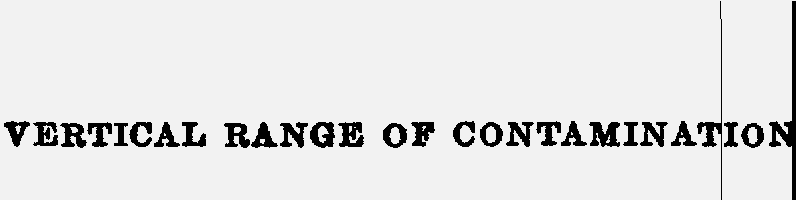 VERTICAL RANGE OF CONTAMINATION